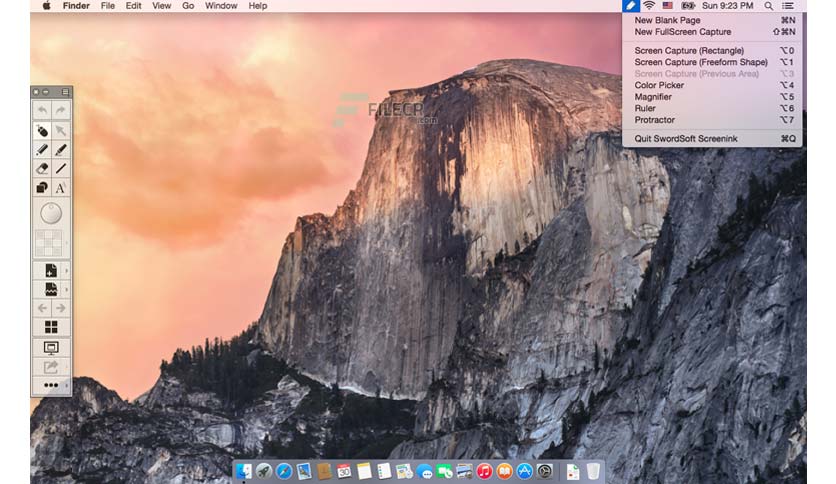 Finder File Edit View Go Window Help
Sun 9:23 PM
New Blank Page ⌘N
New FullScreen Capture ⇧⌘N
Screen Capture (Rectangle) ⌥0
Screen Capture (Freeform Shape) ⌥1
Screen Capture (Previous Area) ⌥3
Color Picker ⌥4
Magnifier ⌥5
Ruler ⌥6
Protractor ⌥7
Quit SwordSoft Screenink ⌘Q
FILECR
.com
A
30